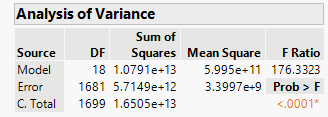 Analysis of Variance
Sum of
Source DF Squares Mean Square F Ratio
Model 18 1.0791e+13 5.995e+11 176.3323
Error 1681 5.7149e+12 3.3997e+9 Prob > F
C. Total 1699 1.6505e+13 <.0001*